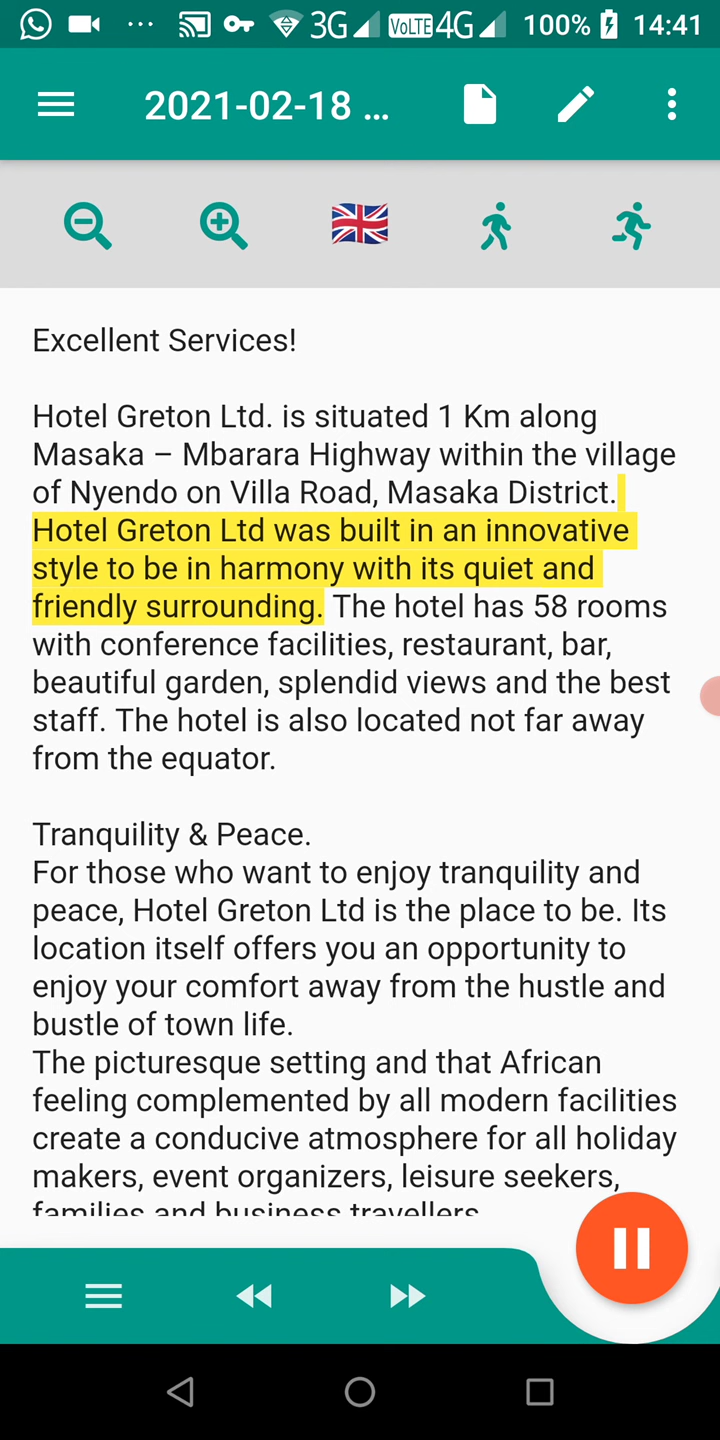 3G VoLTE 4G 100% 14:41
2021-02-18 ...
Excellent Services!
Hotel Greton Ltd. is situated 1 Km along
Masaka – Mbarara Highway within the village
of Nyendo on Villa Road, Masaka District.
Hotel Greton Ltd was built in an innovative
style to be in harmony with its quiet and
friendly surrounding. The hotel has 58 rooms
with conference facilities, restaurant, bar,
beautiful garden, splendid views and the best
staff. The hotel is also located not far away
from the equator.
Tranquility & Peace.
For those who want to enjoy tranquility and
peace, Hotel Greton Ltd is the place to be. Its
location itself offers you an opportunity to
enjoy your comfort away from the hustle and
bustle of town life.
The picturesque setting and that African
feeling complemented by all modern facilities
create a conducive atmosphere for all holiday
makers, event organizers, leisure seekers,
families and business travellers